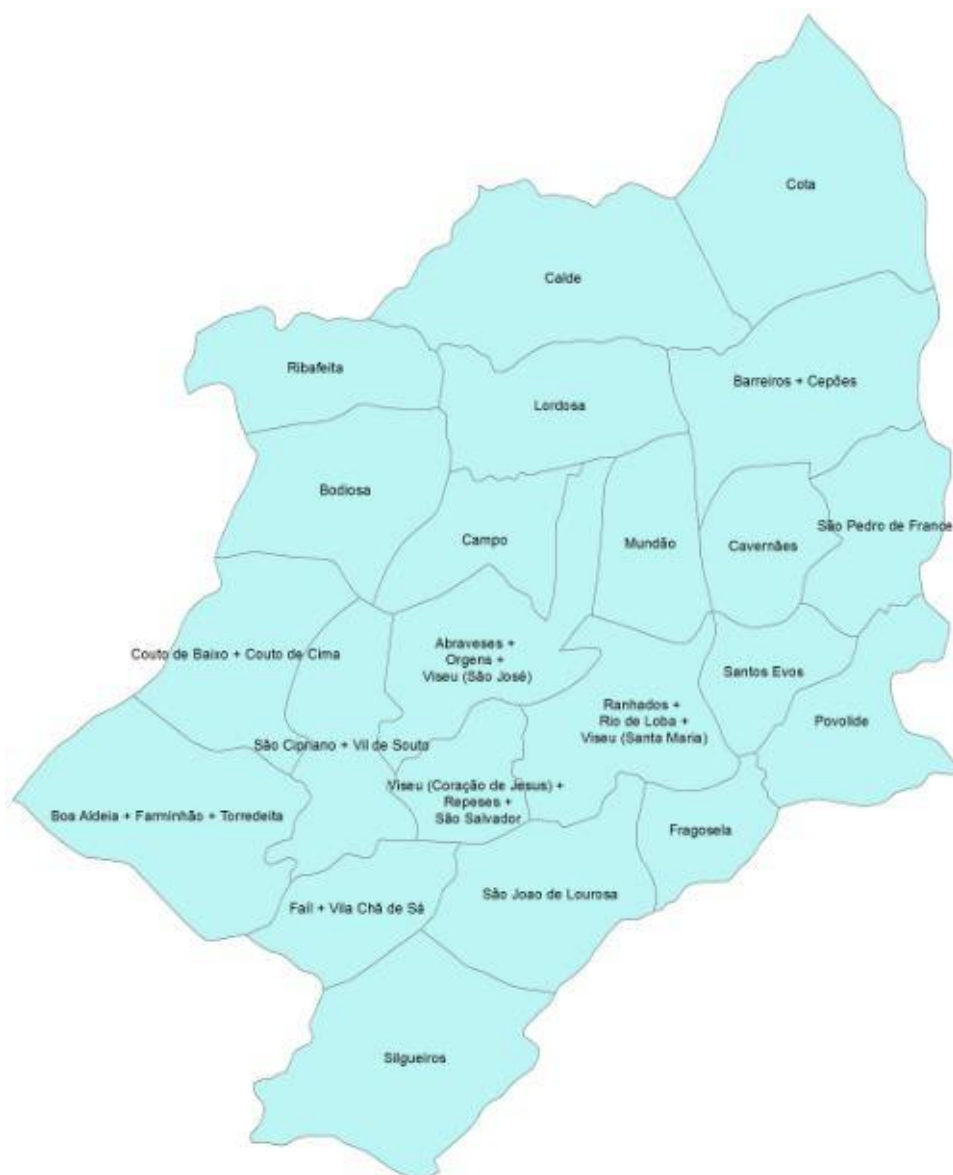 Cota
Calde
Ribafeita
Barreiros + Cepões
Lordosa
Bodiosa
São Pedro de France
Campo
Mundão
Cavernães
Abraveses +
Orgens +
Viseu (São José)
Couto de Baixo + Couto de Cima
Santos Evos
Ranhados +
Rio de Loba +
Viseu (Santa Maria)
Povolide
São Cipriano + Vil de Souto
Viseu (Coração de Jesus) +
Repeses +
São Salvador
Boa Aldeia + Farminhão + Torredeita
Fragosela
Faíl + Vila Chã de Sá
São Joao de Lourosa
Silgueiros